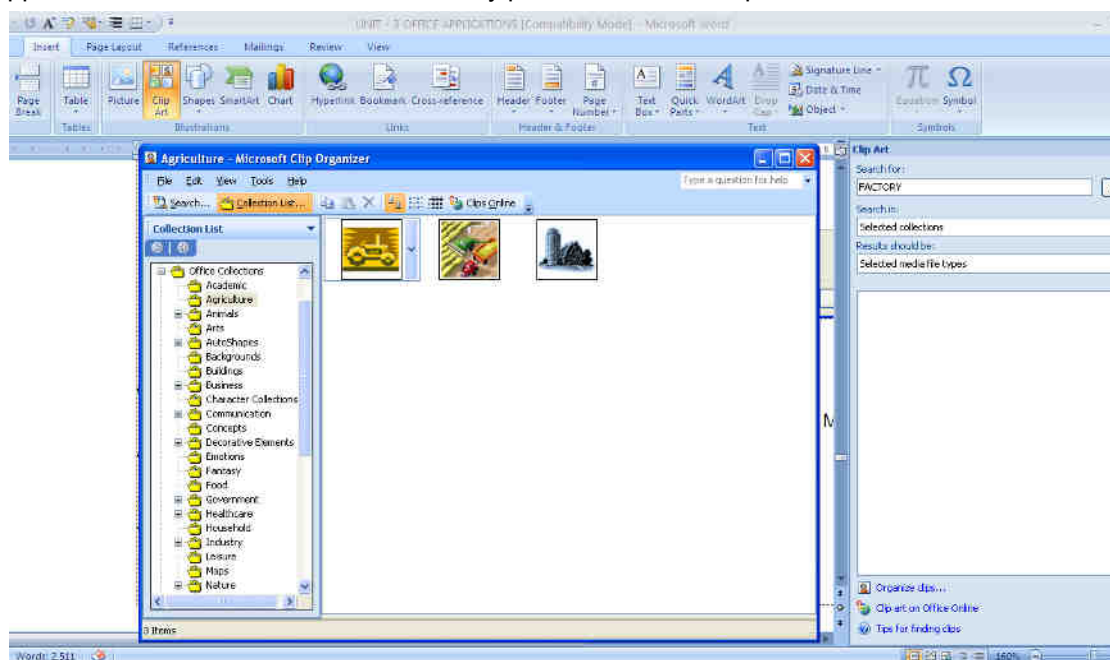 UNIT - 3 OFFICE APPLICATIONS [Compatibility Mode] - Microsoft Word
Insert Page Layout References Mailings Review View
Page Break
Table
Picture
Clip Art
Shapes
SmartArt
Chart
Hyperlink
Bookmark
Cross-reference
Header
Footer
Page Number
Text Box
Quick Parts
WordArt
Drop Cap
Signature Line
Date & Time
Object
Equation
Symbol
Tables
Illustrations
Links
Header & Footer
Text
Symbols
Agriculture - Microsoft Clip Organizer
File Edit View Tools Help
Type a question for help
Search... Collection List... Clips Online
Collection List
Office Collections
Academic
Agriculture
Animals
Arts
AutoShapes
Backgrounds
Buildings
Business
Character Collections
Communication
Concepts
Decorative Elements
Emotions
Fantasy
Food
Government
Healthcare
Household
Industry
Leisure
Maps
Nature
3 Items
Clip Art
Search for:
FACTORY
Search in:
Selected collections
Results should be:
Selected media file types
Organize clips...
Clip art on Office Online
Tips for finding clips
Words: 2,511
160%